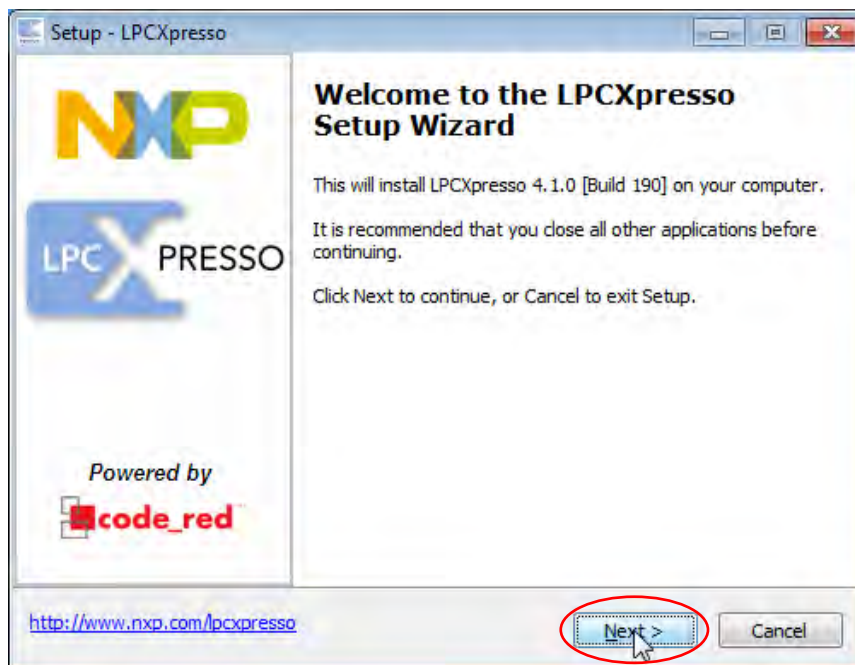 Setup - LPCXpresso
NXP
LPC XPRESSO
Powered by
code_red
Welcome to the LPCXpresso
Setup Wizard
This will install LPCXpresso 4.1.0 [Build 190] on your computer.
It is recommended that you close all other applications before
continuing.
Click Next to continue, or Cancel to exit Setup.
http://www.nxp.com/lpcxpresso
Next >
Cancel